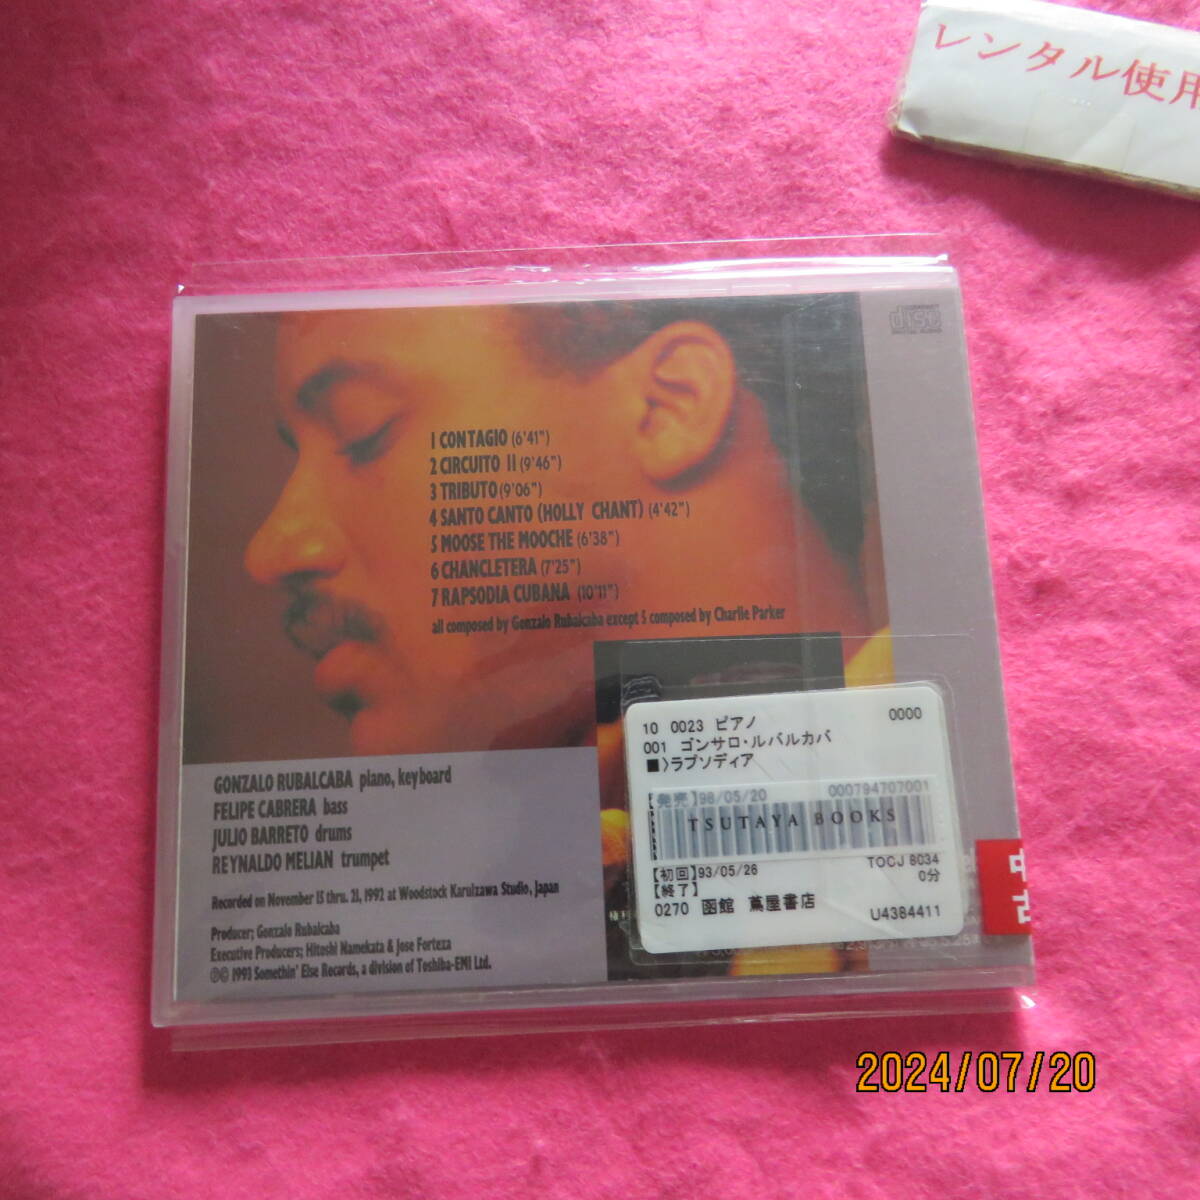 レンタル使用
disc
1 CONTAGIO (6'41")
2 CIRCUITO II (9'46")
3 TRIBUTO (9'06")
4 SANTO CANTO (HOLLY CHANT) (4'42")
5 MOOSE THE MOOCHE (6'38")
6 CHANCLETERA (7'25")
7 RAPSODIA CUBANA (10'11")
all composed by Gonzalo Rubalcaba except 5 composed by Charlie Parker
GONZALO RUBALCABA piano, keyboard
FELIPE CABRERA bass
JULIO BARRETO drums
REYNALDO MELIAN trumpet
Recorded on November 15 thru. 21, 1992 at Woodstock Karuizawa Studio, Japan
Producer; Gonzalo Rubalcaba
Executive Producers; Hitoshi Namekata & Jose Forteza
℗© 1993 Somethin' Else Records, a division of Toshiba-EMI Ltd.
10 0023 ピアノ 0000
001 ゴンサロ・ルバルカバ
■>ラプソディア
【発売】98/05/20 000794707001
TSUTAYA BOOKS
【初回】93/05/26 TOCJ 8034
【終了】 0分
0270 函館 蔦屋書店 U4384411
中
古
2024/07/20